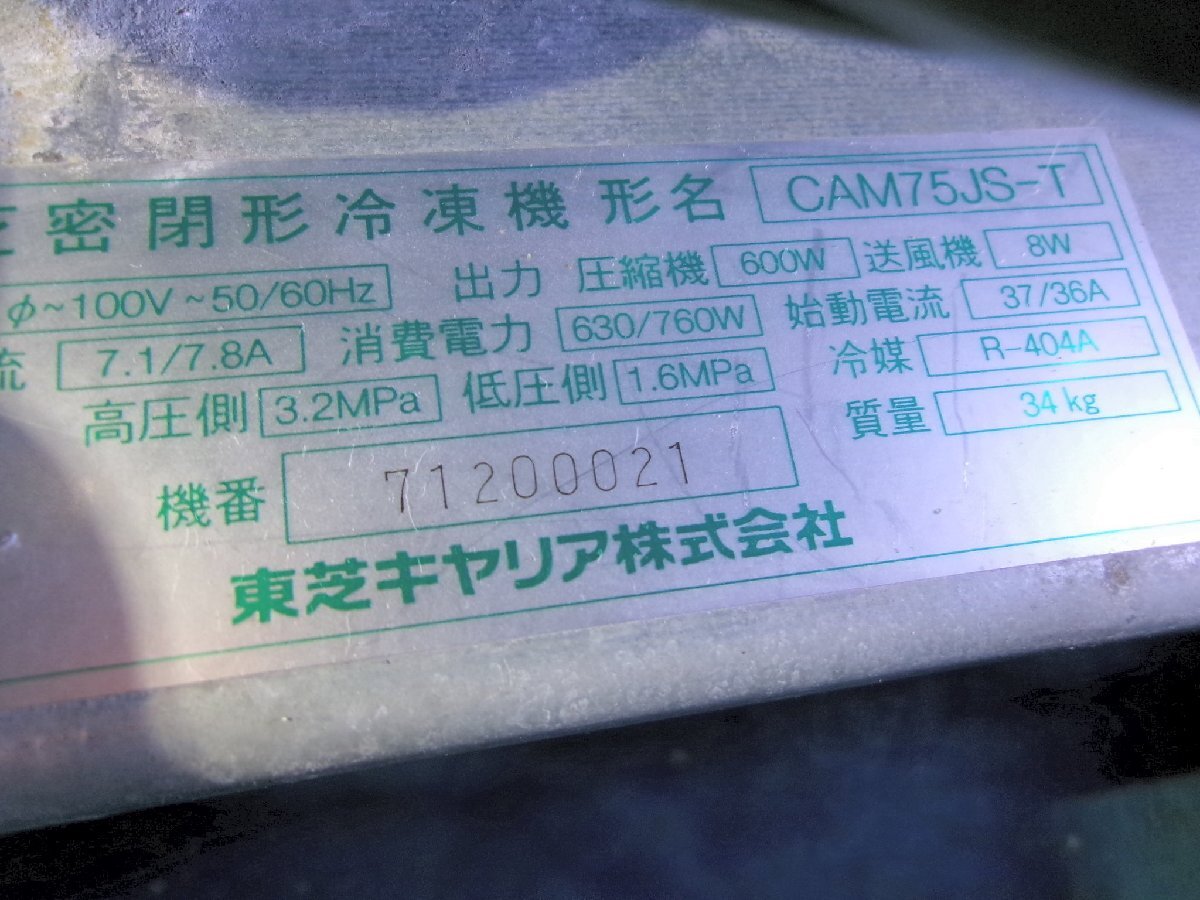 密閉形冷凍機 形名 CAM75JS-T
φ~100V~50/60Hz 出力 圧縮機 600W 送風機 8W
流 7.1/7.8A 消費電力 630/760W 始動電流 37/36A
高圧側 3.2MPa 低圧側 1.6MPa 冷媒 R-404A
機番 71200021 質量 34kg
東芝キヤリア株式会社